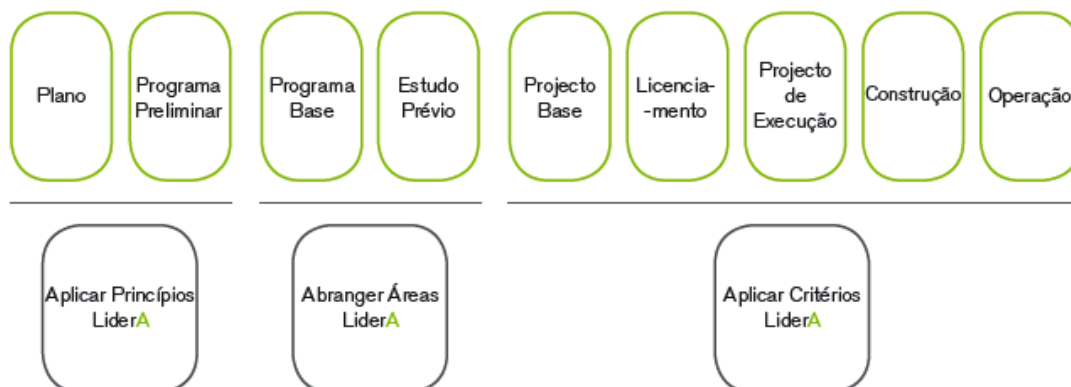 Plano
Programa
Preliminar
Programa
Base
Estudo
Prévio
Projecto
Base
Licencia-
-mento
Projecto
de
Execução
Construção
Operação
Aplicar Princípios
LiderA
Abranger Áreas
LiderA
Aplicar Critérios
LiderA